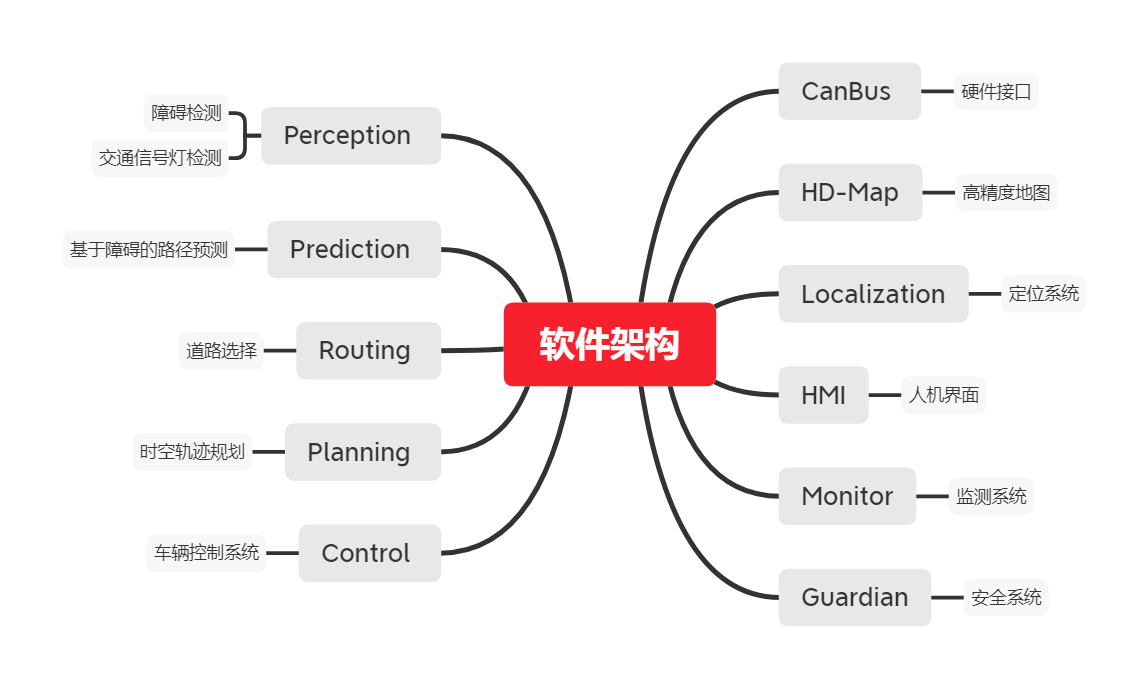 软件架构
Perception
障碍检测
交通信号灯检测
Prediction
基于障碍的路径预测
Routing
道路选择
Planning
时空轨迹规划
Control
车辆控制系统
CanBus
硬件接口
HD-Map
高精度地图
Localization
定位系统
HMI
人机界面
Monitor
监测系统
Guardian
安全系统